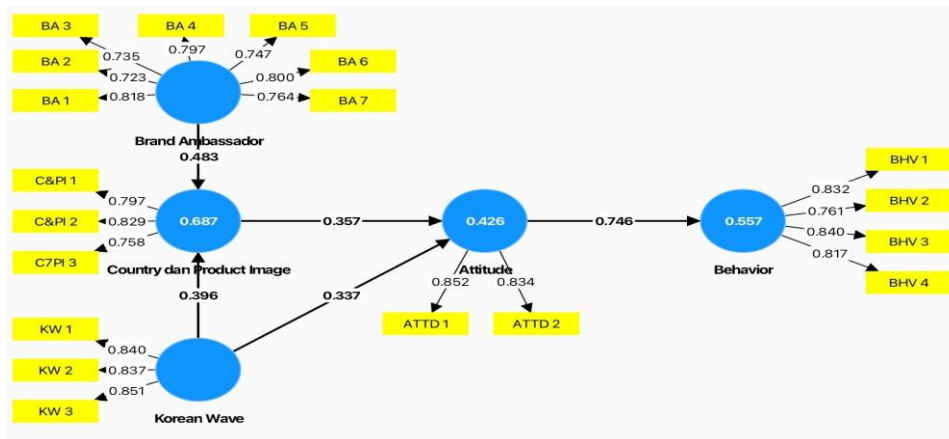 BA 3
BA 4
BA 5
0.735
0.797
0.747
BA 2
BA 6
0.723
0.800
BA 1
0.818
0.764
BA 7
Brand Ambassador
0.483
C&PI 1
0.797
C&PI 2
0.829
0.687
0.357
0.426
0.746
0.557
C7PI 3
0.758
Country dan Product Image
Attitude
Behavior
BHV 1
0.832
BHV 2
0.761
0.840
BHV 3
0.817
BHV 4
0.396
0.337
0.852
0.834
ATTD 1
ATTD 2
KW 1
0.840
KW 2
0.837
0.851
KW 3
Korean Wave